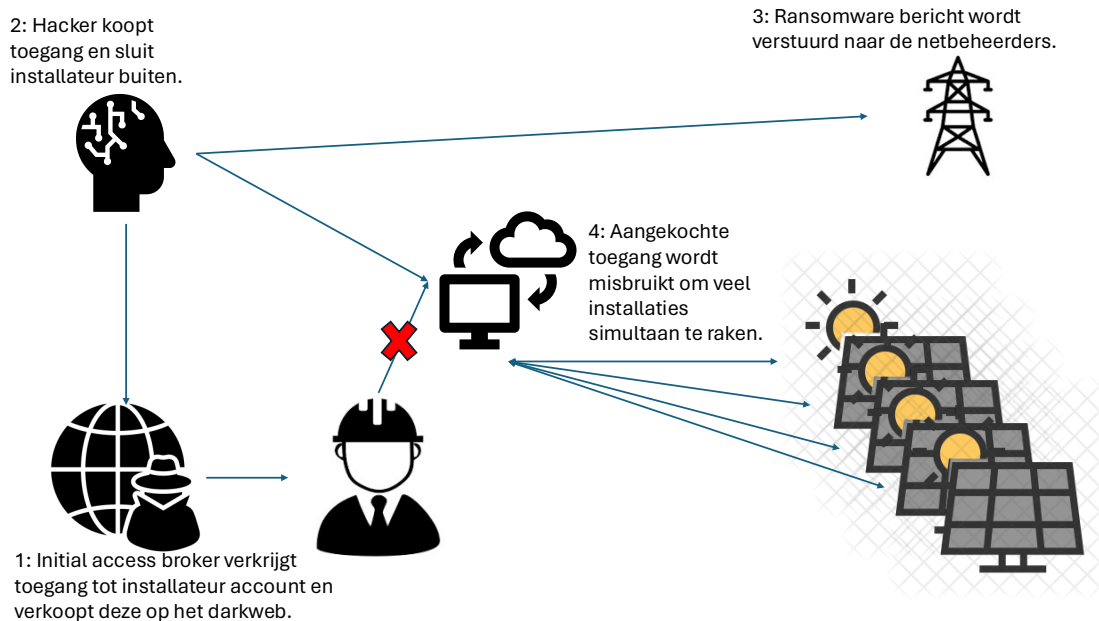 2: Hacker koopt
toegang en sluit
installateur buiten.
3: Ransomware bericht wordt
verstuurd naar de netbeheerders.
4: Aangekochte
toegang wordt
misbruikt om veel
installaties
simultaan te raken.
1: Initial access broker verkrijgt
toegang tot installateur account en
verkoopt deze op het darkweb.